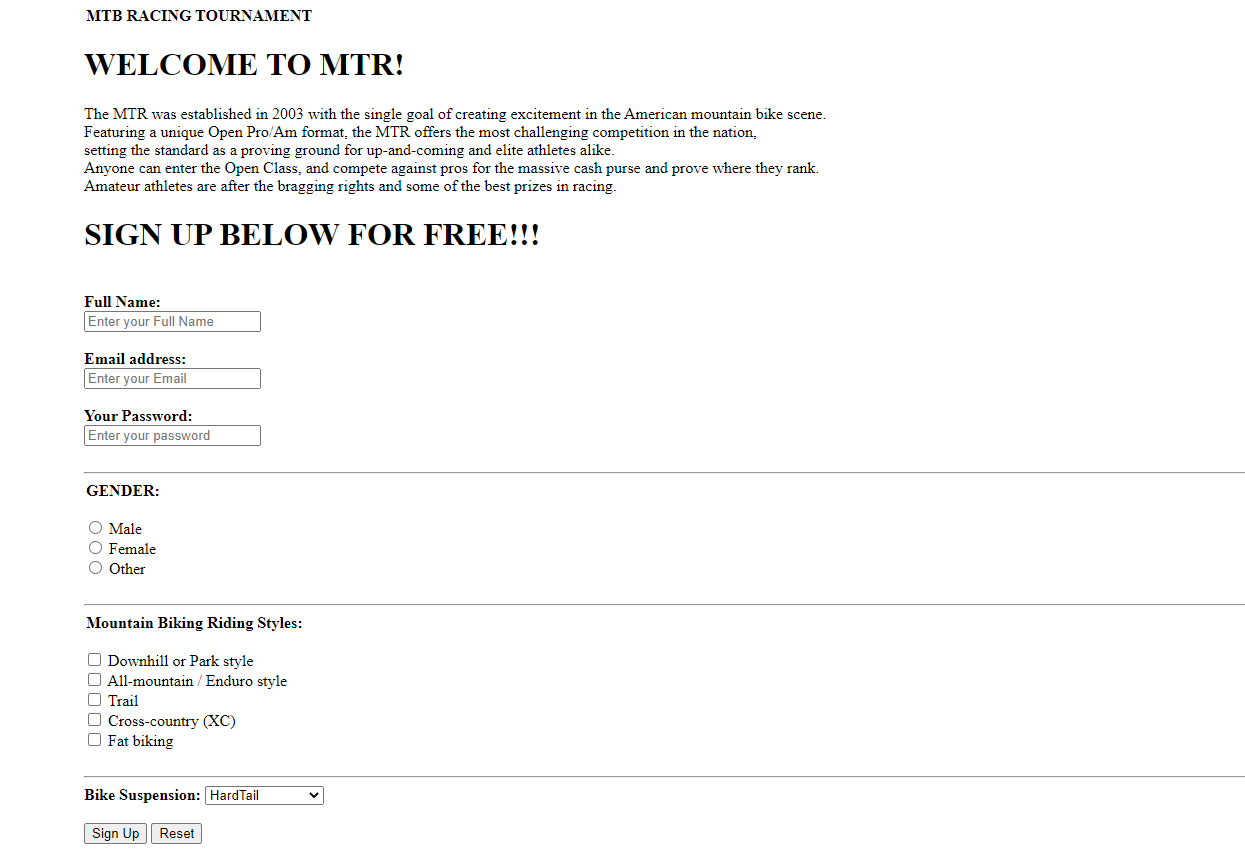 MTB RACING TOURNAMENT
WELCOME TO MTR!
The MTR was established in 2003 with the single goal of creating excitement in the American mountain bike scene.
Featuring a unique Open Pro/Am format, the MTR offers the most challenging competition in the nation,
setting the standard as a proving ground for up-and-coming and elite athletes alike.
Anyone can enter the Open Class, and compete against pros for the massive cash purse and prove where they rank.
Amateur athletes are after the bragging rights and some of the best prizes in racing.
SIGN UP BELOW FOR FREE!!!
Full Name:
Enter your Full Name
Email address:
Enter your Email
Your Password:
Enter your password
GENDER:
Male
Female
Other
Mountain Biking Riding Styles:
Downhill or Park style
All-mountain / Enduro style
Trail
Cross-country (XC)
Fat biking
Bike Suspension: HardTail
Sign Up Reset